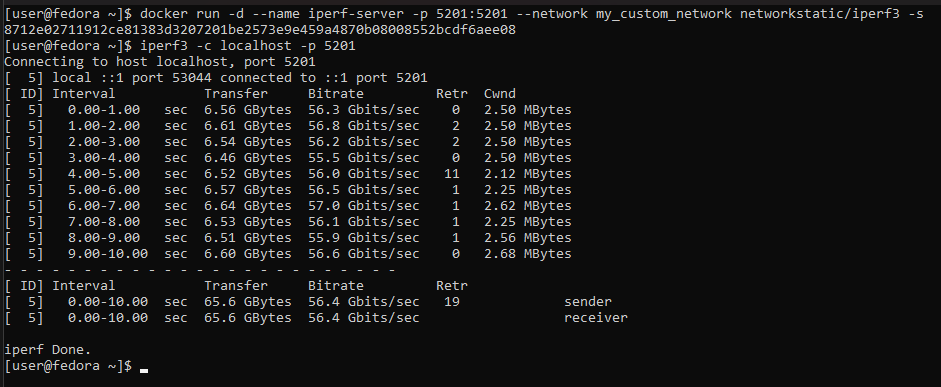 [user@fedora ~]$ docker run -d --name iperf-server -p 5201:5201 --network my_custom_network networkstatic/iperf3 -s
8712e02711912ce81383d3207201be2573e9e459a4870b08008552bcdf6aee08
[user@fedora ~]$ iperf3 -c localhost -p 5201
Connecting to host localhost, port 5201
[  5] local ::1 port 53044 connected to ::1 port 5201
[ ID] Interval           Transfer     Bitrate         Retr  Cwnd
[  5]   0.00-1.00   sec  6.56 GBytes  56.3 Gbits/sec    0   2.50 MBytes
[  5]   1.00-2.00   sec  6.61 GBytes  56.8 Gbits/sec    2   2.50 MBytes
[  5]   2.00-3.00   sec  6.54 GBytes  56.2 Gbits/sec    2   2.50 MBytes
[  5]   3.00-4.00   sec  6.46 GBytes  55.5 Gbits/sec    0   2.50 MBytes
[  5]   4.00-5.00   sec  6.52 GBytes  56.0 Gbits/sec   11   2.12 MBytes
[  5]   5.00-6.00   sec  6.57 GBytes  56.5 Gbits/sec    1   2.25 MBytes
[  5]   6.00-7.00   sec  6.64 GBytes  57.0 Gbits/sec    1   2.62 MBytes
[  5]   7.00-8.00   sec  6.53 GBytes  56.1 Gbits/sec    1   2.25 MBytes
[  5]   8.00-9.00   sec  6.51 GBytes  55.9 Gbits/sec    1   2.56 MBytes
[  5]   9.00-10.00  sec  6.60 GBytes  56.6 Gbits/sec    0   2.68 MBytes
- - - - - - - - - - - - - - - - - - - - - - - - -
[ ID] Interval           Transfer     Bitrate         Retr
[  5]   0.00-10.00  sec  65.6 GBytes  56.4 Gbits/sec   19             sender
[  5]   0.00-10.00  sec  65.6 GBytes  56.4 Gbits/sec                  receiver
iperf Done.
[user@fedora ~]$